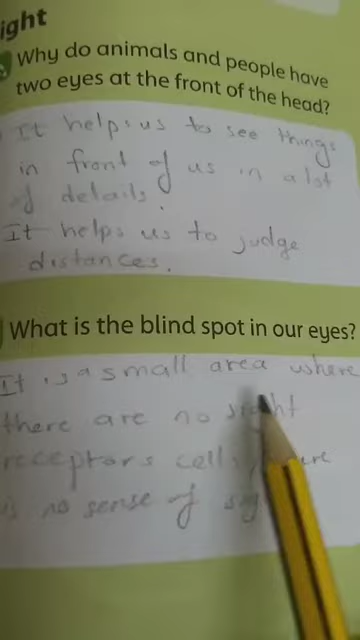 ight
Why do animals and people have
two eyes at the front of the head?
It helps us to see things
in front of us in a lot
of details.
It helps us to judge
distances.
What is the blind spot in our eyes?
It is a small area where
there are no
receptors cells,
is no sense of